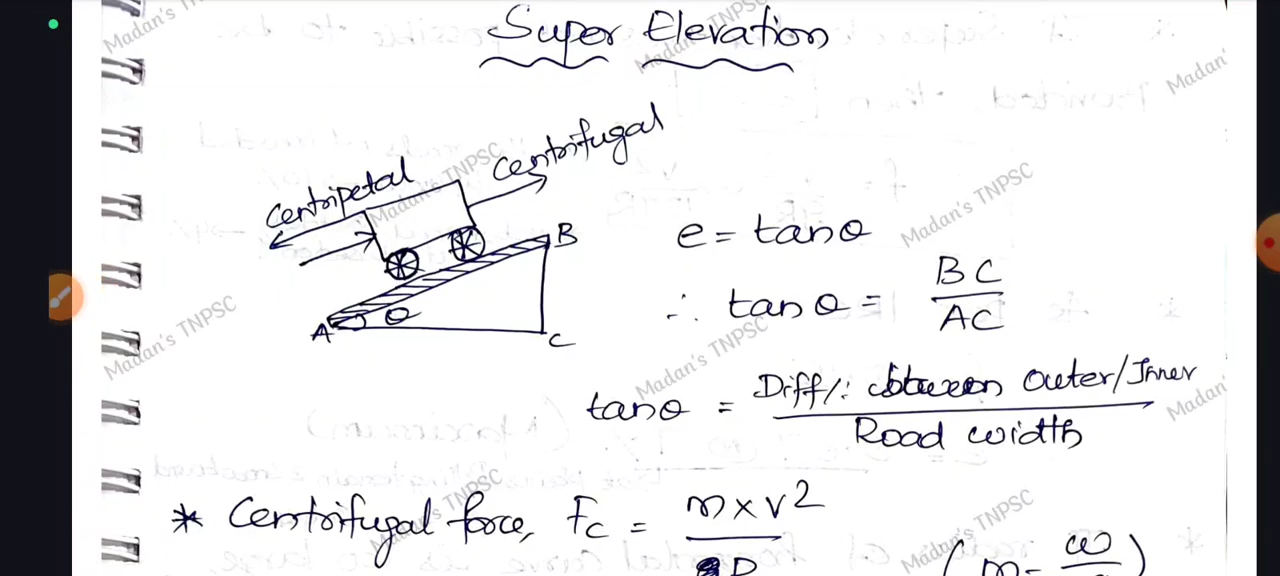 Super Elevation
centrifugal
centripetal
B
e = tanθ
∴ tanθ = BC / AC
A θ C
tanθ = Diff/: between outer/Inner / Road width
* Centrifugal force, Fc = m x v² / R
(m = ω
Madan's TNPSC